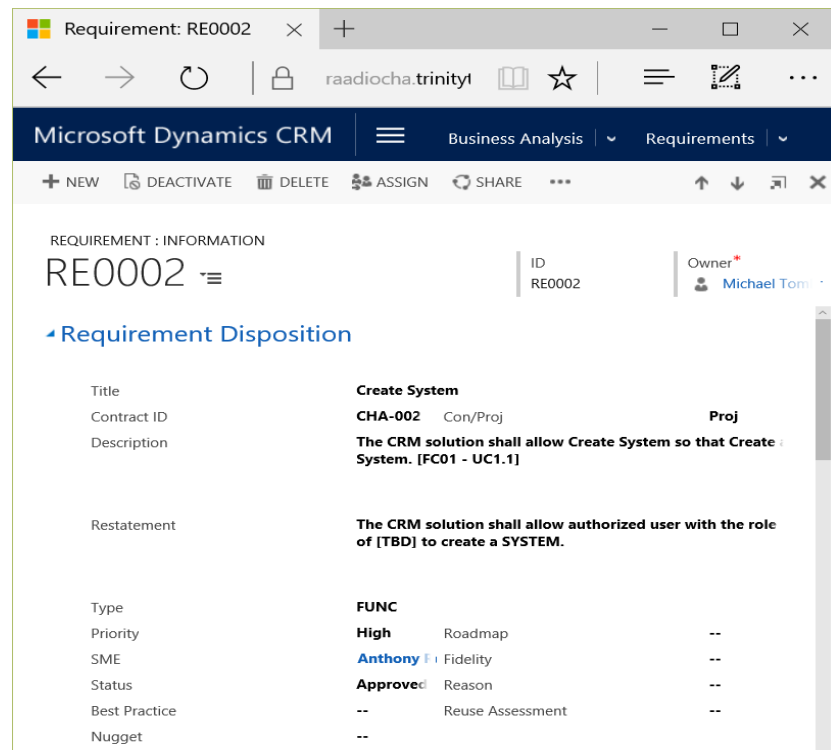 Requirement: RE0002
raadiocha.trinity
Microsoft Dynamics CRM Business Analysis Requirements
NEW DEACTIVATE DELETE ASSIGN SHARE ...
REQUIREMENT : INFORMATION
RE0002
ID
RE0002
Owner*
Michael Tom
Requirement Disposition
Title Create System
Contract ID CHA-002 Con/Proj Proj
Description The CRM solution shall allow Create System so that Create a
System. [FC01 - UC1.1]
Restatement The CRM solution shall allow authorized user with the role
of [TBD] to create a SYSTEM.
Type FUNC
Priority High Roadmap --
SME Anthony Fidelity --
Status Approved Reason --
Best Practice -- Reuse Assessment --
Nugget --